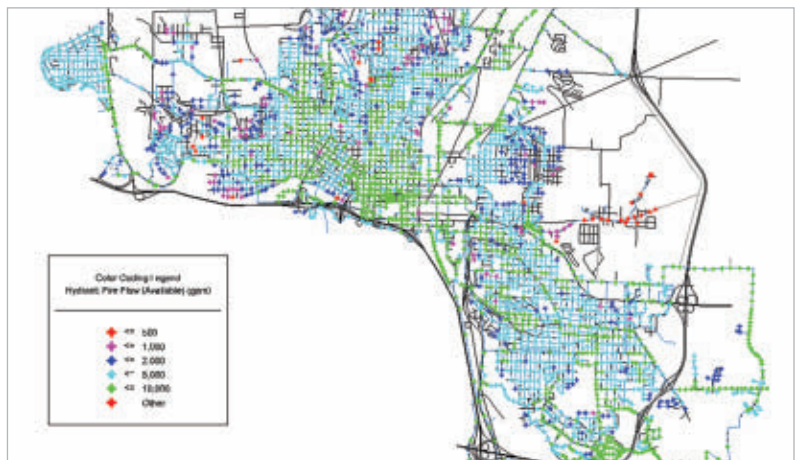 Color Coding Legend
Hydrant Fire Flow (Available) (gpm)
<= 500
<= 1,000
<= 2,000
<= 5,000
<= 10,000
Other